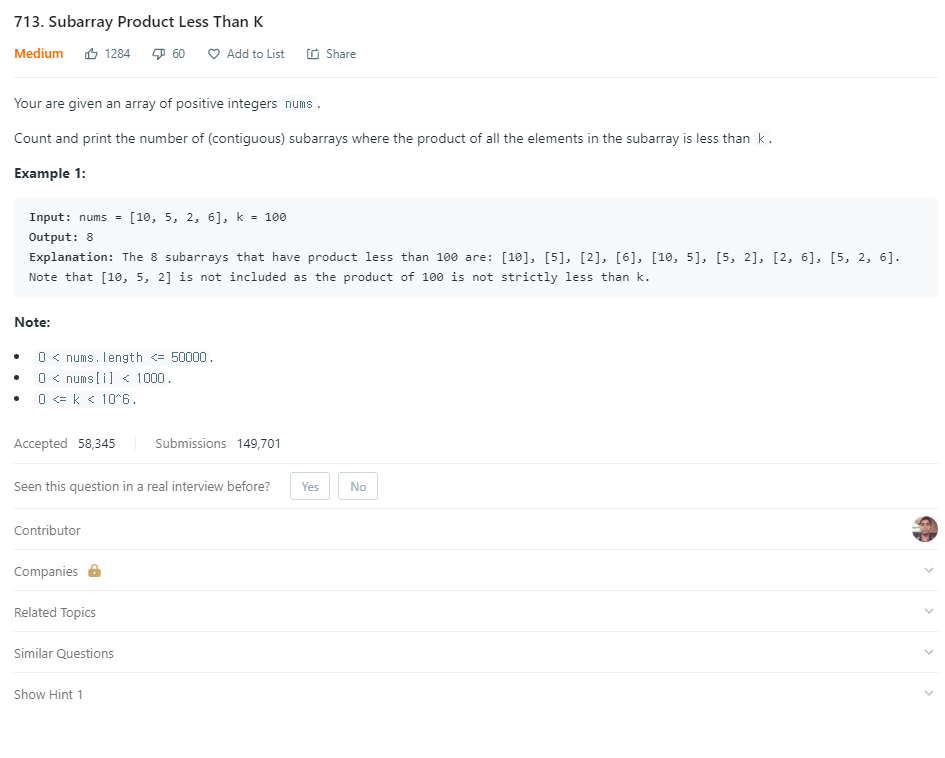 713. Subarray Product Less Than K
Medium 1284 60 Add to List Share
Your are given an array of positive integers nums .
Count and print the number of (contiguous) subarrays where the product of all the elements in the subarray is less than k .
Example 1:
Input: nums = [10, 5, 2, 6], k = 100
Output: 8
Explanation: The 8 subarrays that have product less than 100 are: [10], [5], [2], [6], [10, 5], [5, 2], [2, 6], [5, 2, 6].
Note that [10, 5, 2] is not included as the product of 100 is not strictly less than k.
Note:
• 0 < nums.length <= 50000 .
• 0 < nums[i] < 1000 .
• 0 <= k < 10^6 .
Accepted 58,345 Submissions 149,701
Seen this question in a real interview before? Yes No
Contributor
Companies
Related Topics
Similar Questions
Show Hint 1